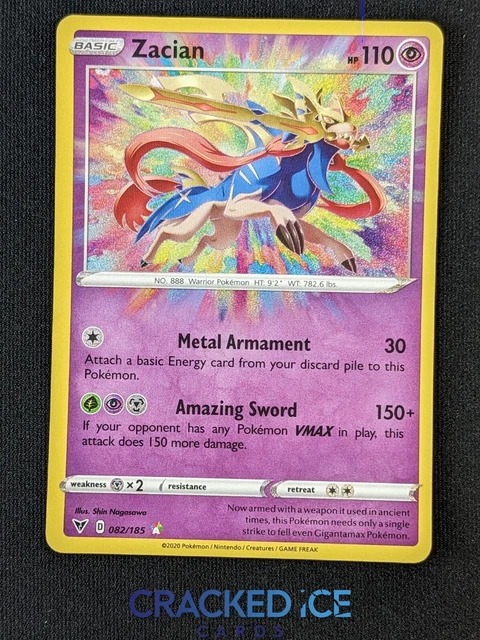 BASIC Zacian HP 110
NO. 888 Warrior Pokémon HT: 9'2" WT: 782.6 lbs.
Metal Armament 30
Attach a basic Energy card from your discard pile to this
Pokémon.
Amazing Sword 150+
If your opponent has any Pokémon VMAX in play, this
attack does 150 more damage.
weakness ×2 resistance retreat
Illus. Shin Nagasawa
D 082/185
Now armed with a weapon it used in ancient
times, this Pokémon needs only a single
strike to fell even Gigantamax Pokémon.
©2020 Pokémon / Nintendo / Creatures / GAME FREAK
CRACKED ICE
CARDS